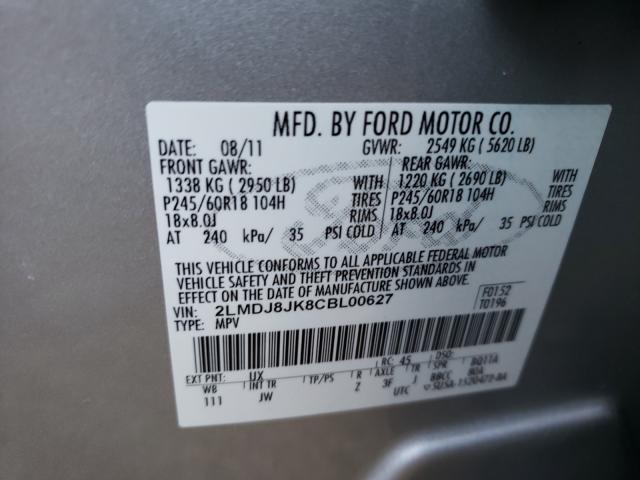 MFD. BY FORD MOTOR CO.
DATE: 08/11 GVWR: 2549 KG ( 5620 LB)
FRONT GAWR: REAR GAWR:
1338 KG ( 2950 LB) 1220 KG ( 2690 LB)
P245/60R18 104H TIRES P245/60R18 104H TIRES
18x8.0J RIMS 18x8.0J RIMS
AT 240 kPa/ 35 PSI COLD AT 240 kPa/ 35 PSI COLD
THIS VEHICLE CONFORMS TO ALL APPLICABLE FEDERAL MOTOR
VEHICLE SAFETY AND THEFT PREVENTION STANDARDS IN
EFFECT ON THE DATE OF MANUFACTURE SHOWN ABOVE.
VIN: 2LMDJ8JK8CBL00627 F0152
TYPE: MPV T0196
EXT PNT: UX RC: 45 DSO:
WB INT TR TP/PS R AXLE TR SPR
111 JW Z 3F J BBCC
UTC
Ford